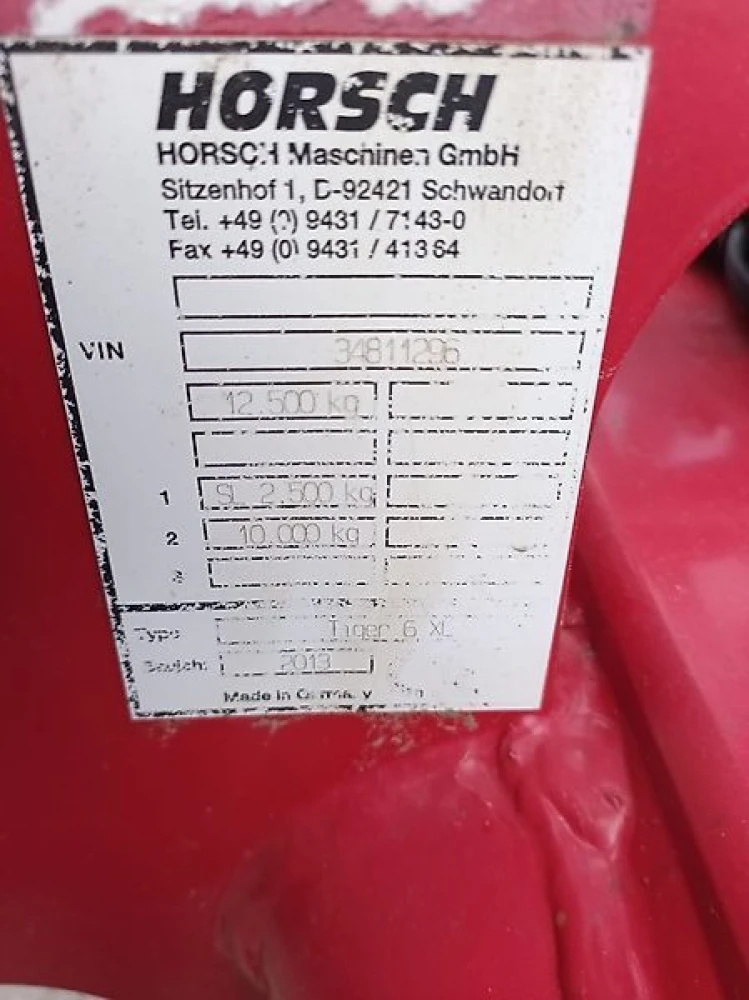 HORSCH
HORSCH Maschinen GmbH
Sitzenhof 1, D-92421 Schwandorf
Tel. +49 (0) 9431 / 7143-0
Fax +49 (0) 9431 / 41364
VIN 34811296
12.500 kg
1 SL 2.500 kg
2 10.000 kg
3
Type Tiger 6 XL
2013
Made in Germany